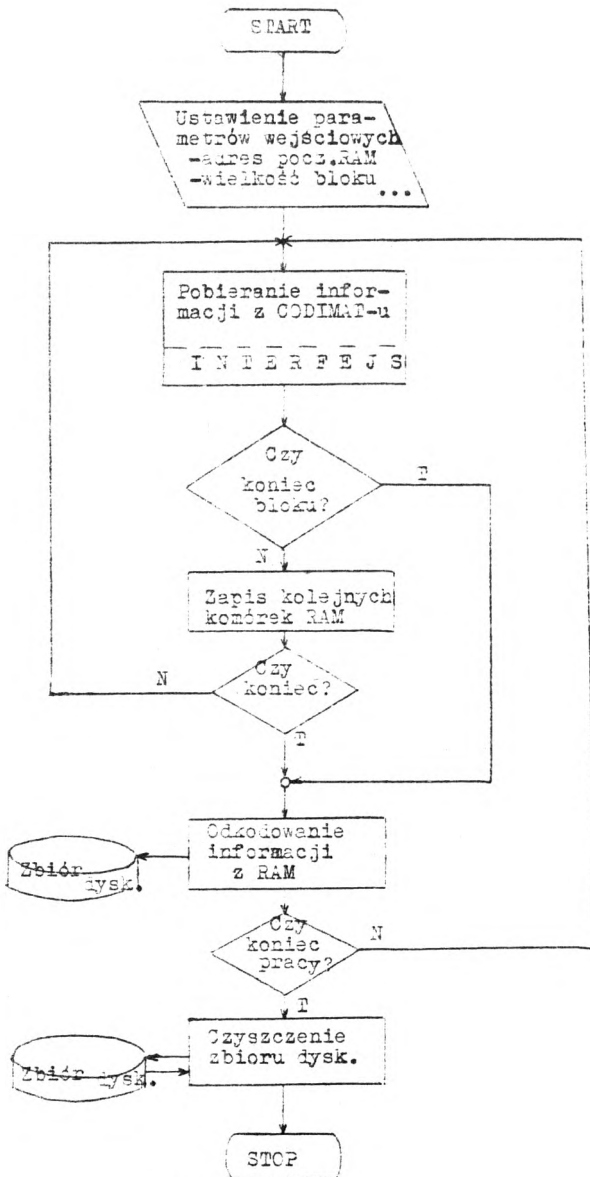 START
Ustawienie para-
metrów wejściowych
-adres pocz.RAM
-wielkość bloku
...
Pobieranie infor-
macji z CODIMAT-u
I N T E R F E J S
Czy
koniec
bloku?
T
N
Zapis kolejnych
komórek RAM
Czy
koniec?
N
T
Odkodowanie
informacji
z RAM
Zbiór
dysk.
Czy
koniec
pracy?
N
T
Czyszczenie
zbioru dysk.
Zbiór dysk.
STOP